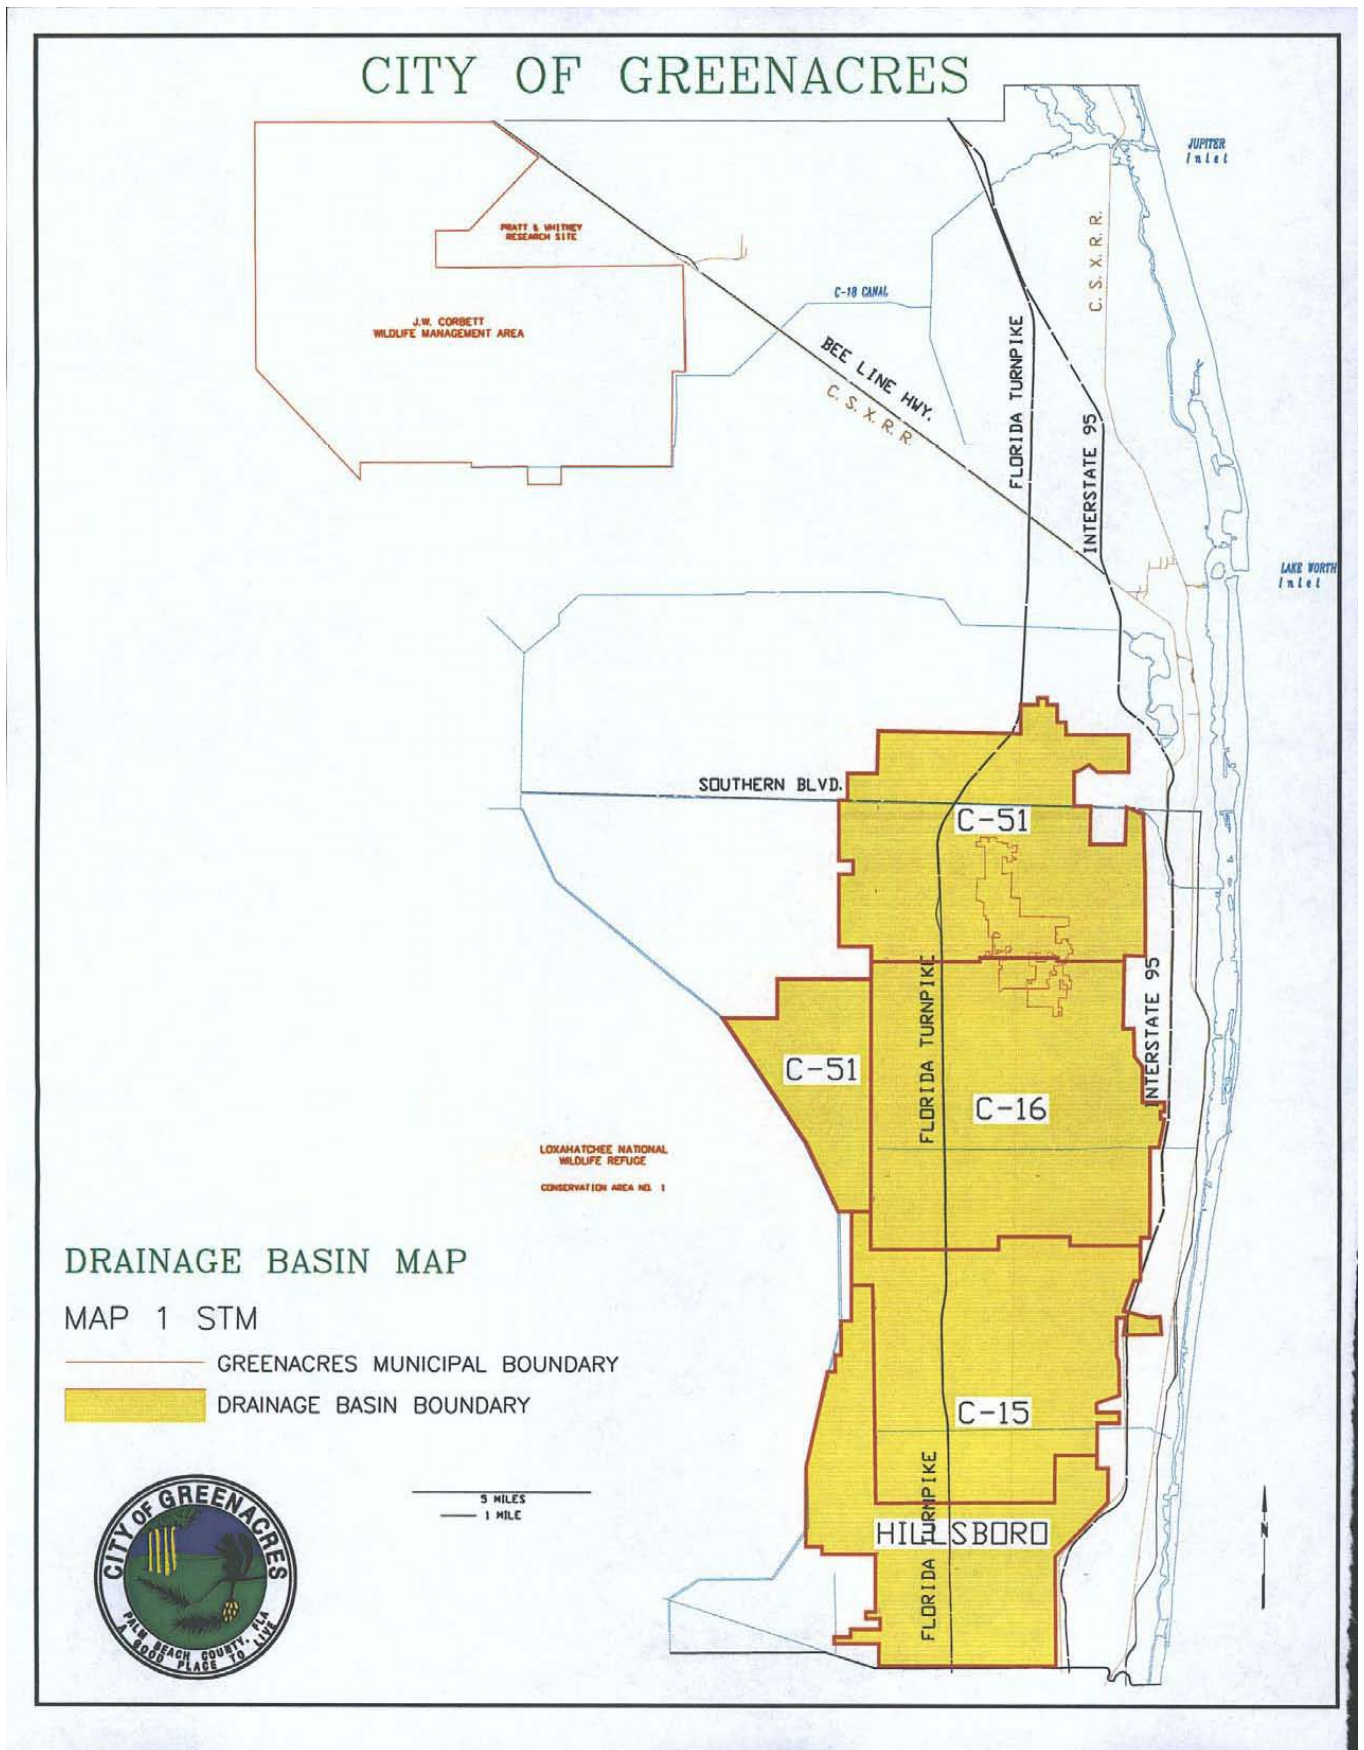 CITY OF GREENACRES
JUPITER
Inlet
PRATT & WHITNEY
RESEARCH SITE
C. S. X. R. R.
C-18 CANAL
J.W. CORBETT
WILDLIFE MANAGEMENT AREA
BEE LINE HWY.
C. S. X. R. R.
FLORIDA TURNPIKE
INTERSTATE 95
LAKE WORTH
Inlet
SOUTHERN BLVD.
C-51
FLORIDA TURNPIKE
INTERSTATE 95
C-51
C-16
LOXAHATCHEE NATIONAL
WILDLIFE REFUGE
CONSERVATION AREA NO. 1
DRAINAGE BASIN MAP
MAP 1 STM
GREENACRES MUNICIPAL BOUNDARY
DRAINAGE BASIN BOUNDARY
C-15
FLORIDA TURNPIKE
HILLSBORO
5 MILES
1 MILE
N
CITY OF GREENACRES
PALM BEACH COUNTY, FLA
A GOOD PLACE TO LIVE